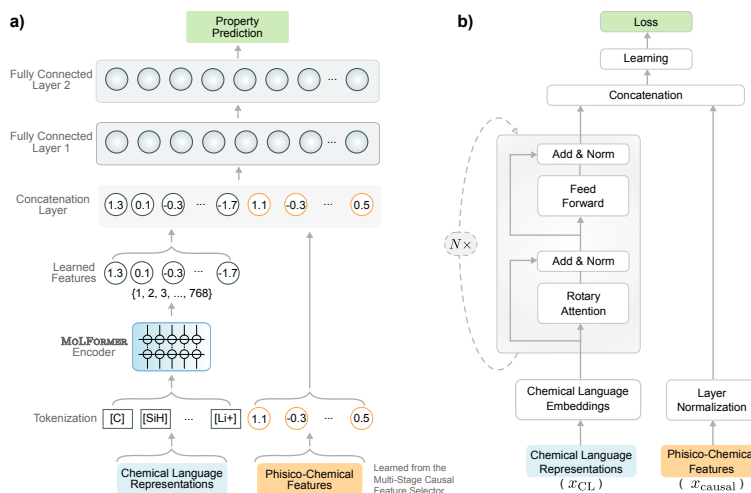 a)
Property
Prediction
Fully Connected
Layer 2
...
Fully Connected
Layer 1
...
Concatenation
Layer
1.3 0.1 -0.3 ... -1.7 1.1 -0.3 ... 0.5
Learned
Features
1.3 0.1 -0.3 ... -1.7
{1, 2, 3, ..., 768}
MOLFORMER
Encoder
Tokenization
[C] [SiH] ... [Li+] 1.1 -0.3 ... 0.5
Chemical Language
Representations
Phisico-Chemical
Features
Learned from the
Multi-Stage Causal
Feature Selector
b)
Loss
Learning
Concatenation
Add & Norm
Feed
Forward
N×
Add & Norm
Rotary
Attention
Chemical Language
Embeddings
Layer
Normalization
Chemical Language
Representations
( xCL )
Phisico-Chemical
Features
( xcausal )